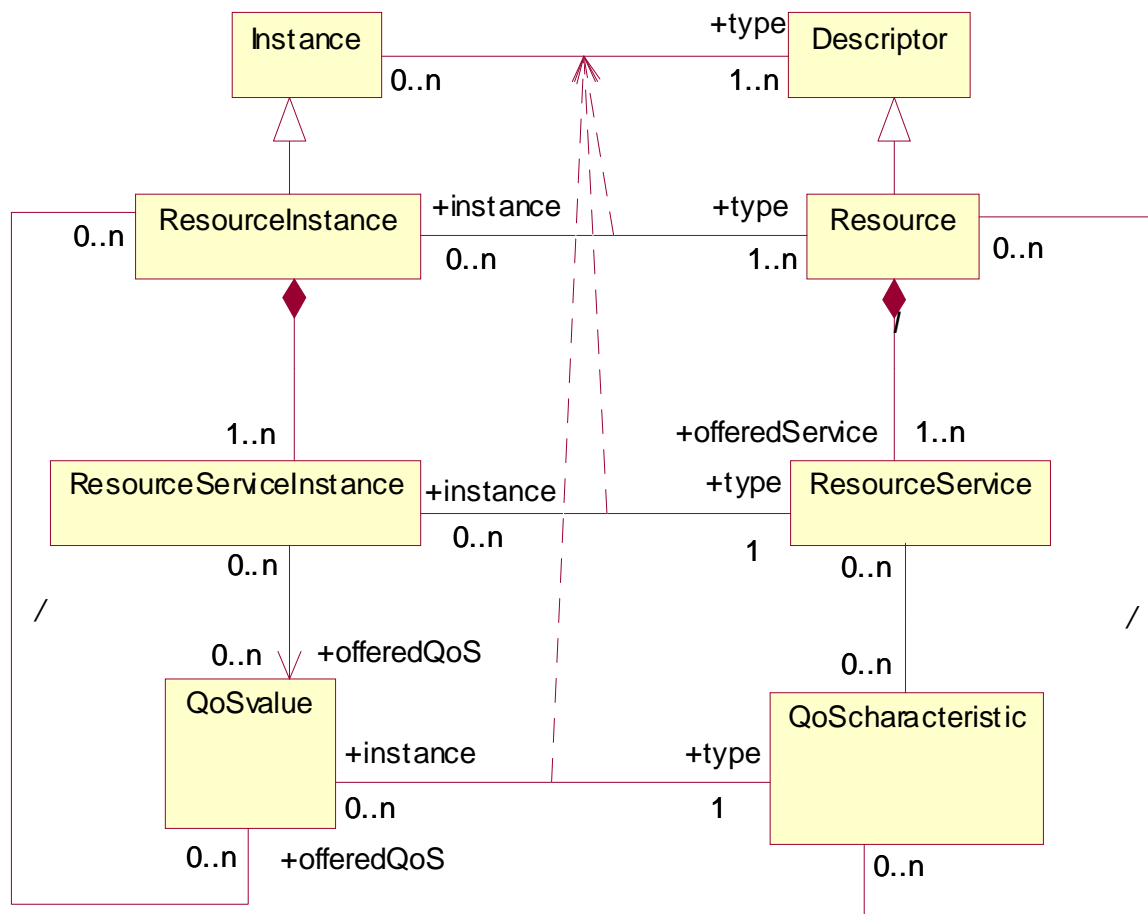 Instance
+type
Descriptor
0..n
1..n
ResourceInstance
+instance
+type
Resource
0..n
0..n
1..n
0..n
/
1..n
+offeredService
1..n
ResourceServiceInstance
+instance
+type
ResourceService
0..n
1
0..n
0..n
/
/
0..n
+offeredQoS
0..n
QoSvalue
QoScharacteristic
+instance
+type
0..n
1
0..n
+offeredQoS
0..n